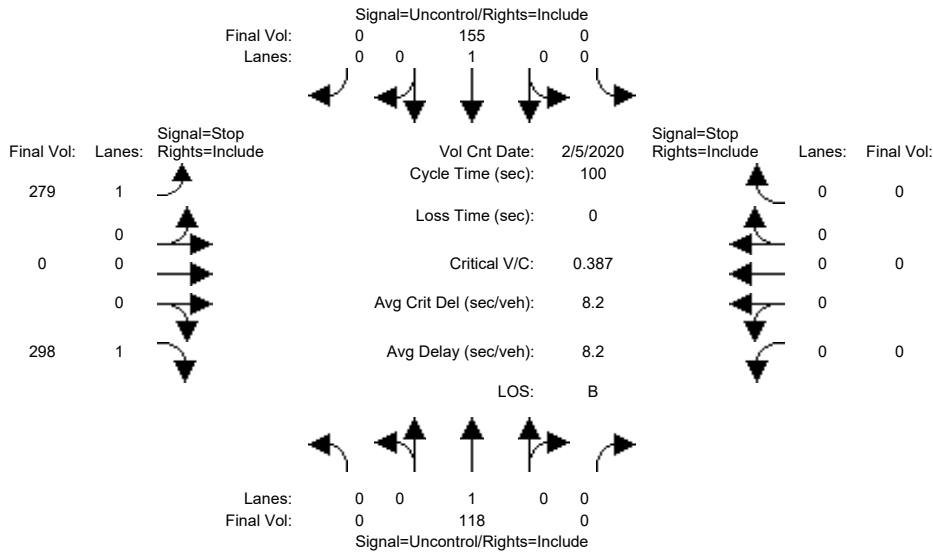 Signal=Uncontrol/Rights=Include
Final Vol: 0 155 0
Lanes: 0 0 1 0 0
Signal=Stop Signal=Stop
Final Vol: Lanes: Rights=Include Vol Cnt Date: 2/5/2020 Rights=Include Lanes: Final Vol:
Cycle Time (sec): 100
279 1 0 0
Loss Time (sec): 0
0 0
0 0 Critical V/C: 0.387 0 0
0 Avg Crit Del (sec/veh): 8.2 0
298 1 Avg Delay (sec/veh): 8.2 0 0
LOS: B
Lanes: 0 0 1 0 0
Final Vol: 0 118 0
Signal=Uncontrol/Rights=Include